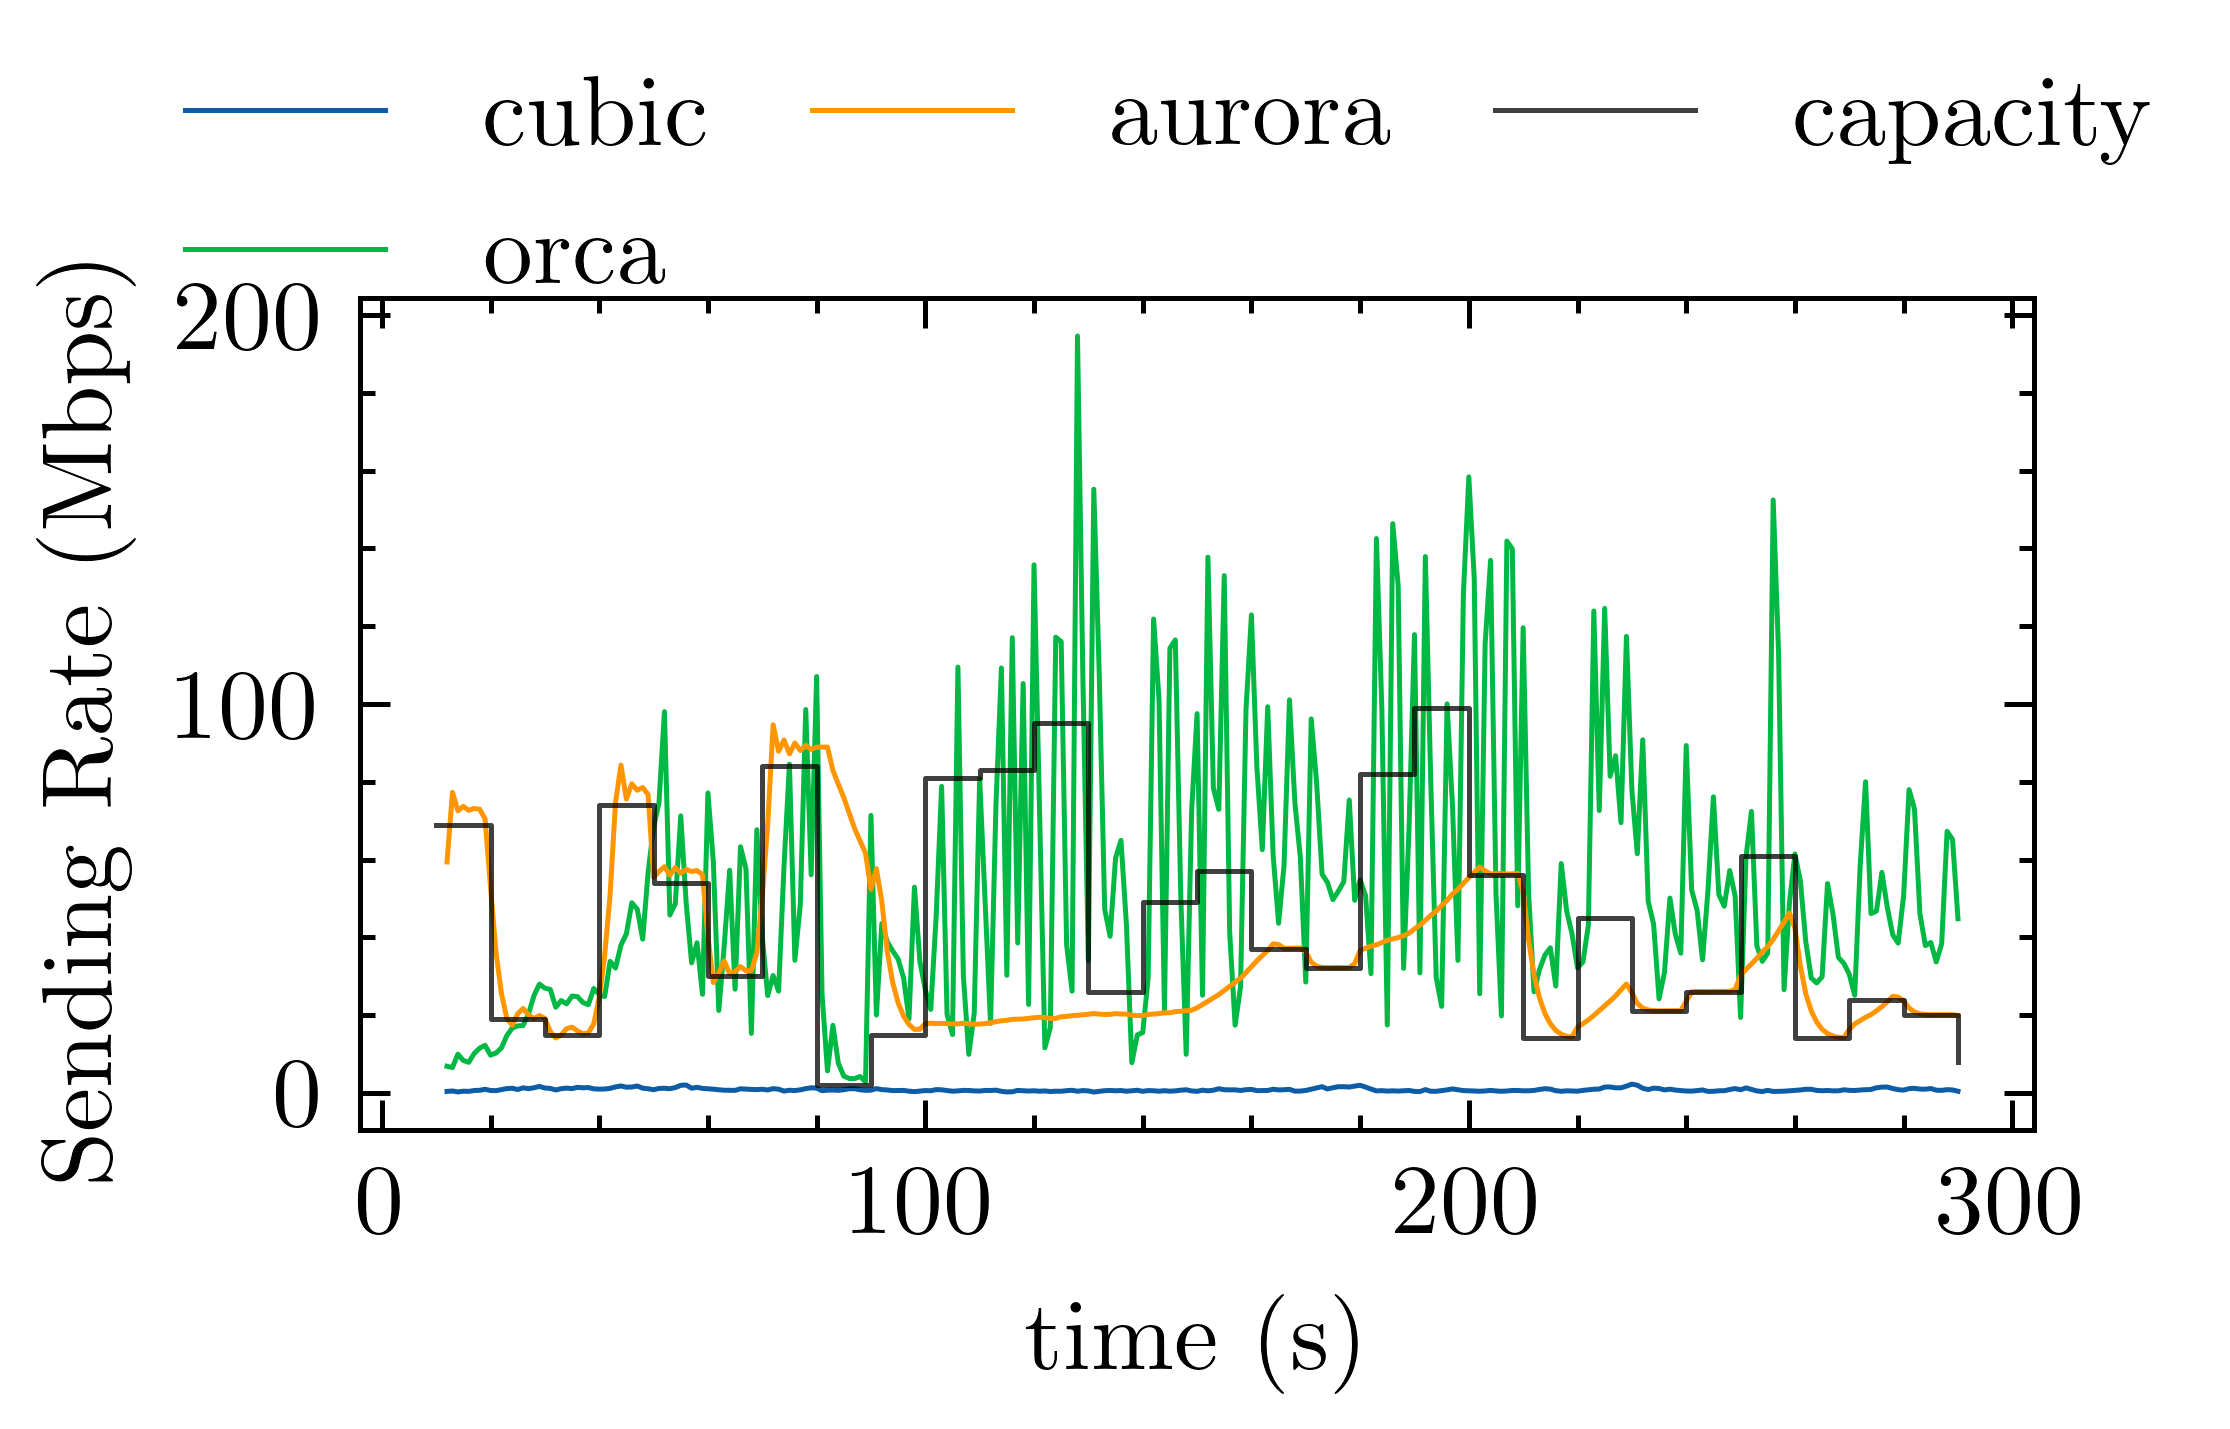 cubic aurora capacity
orca
Sending Rate (Mbps)
200
100
0
0 100 200 300
time (s)